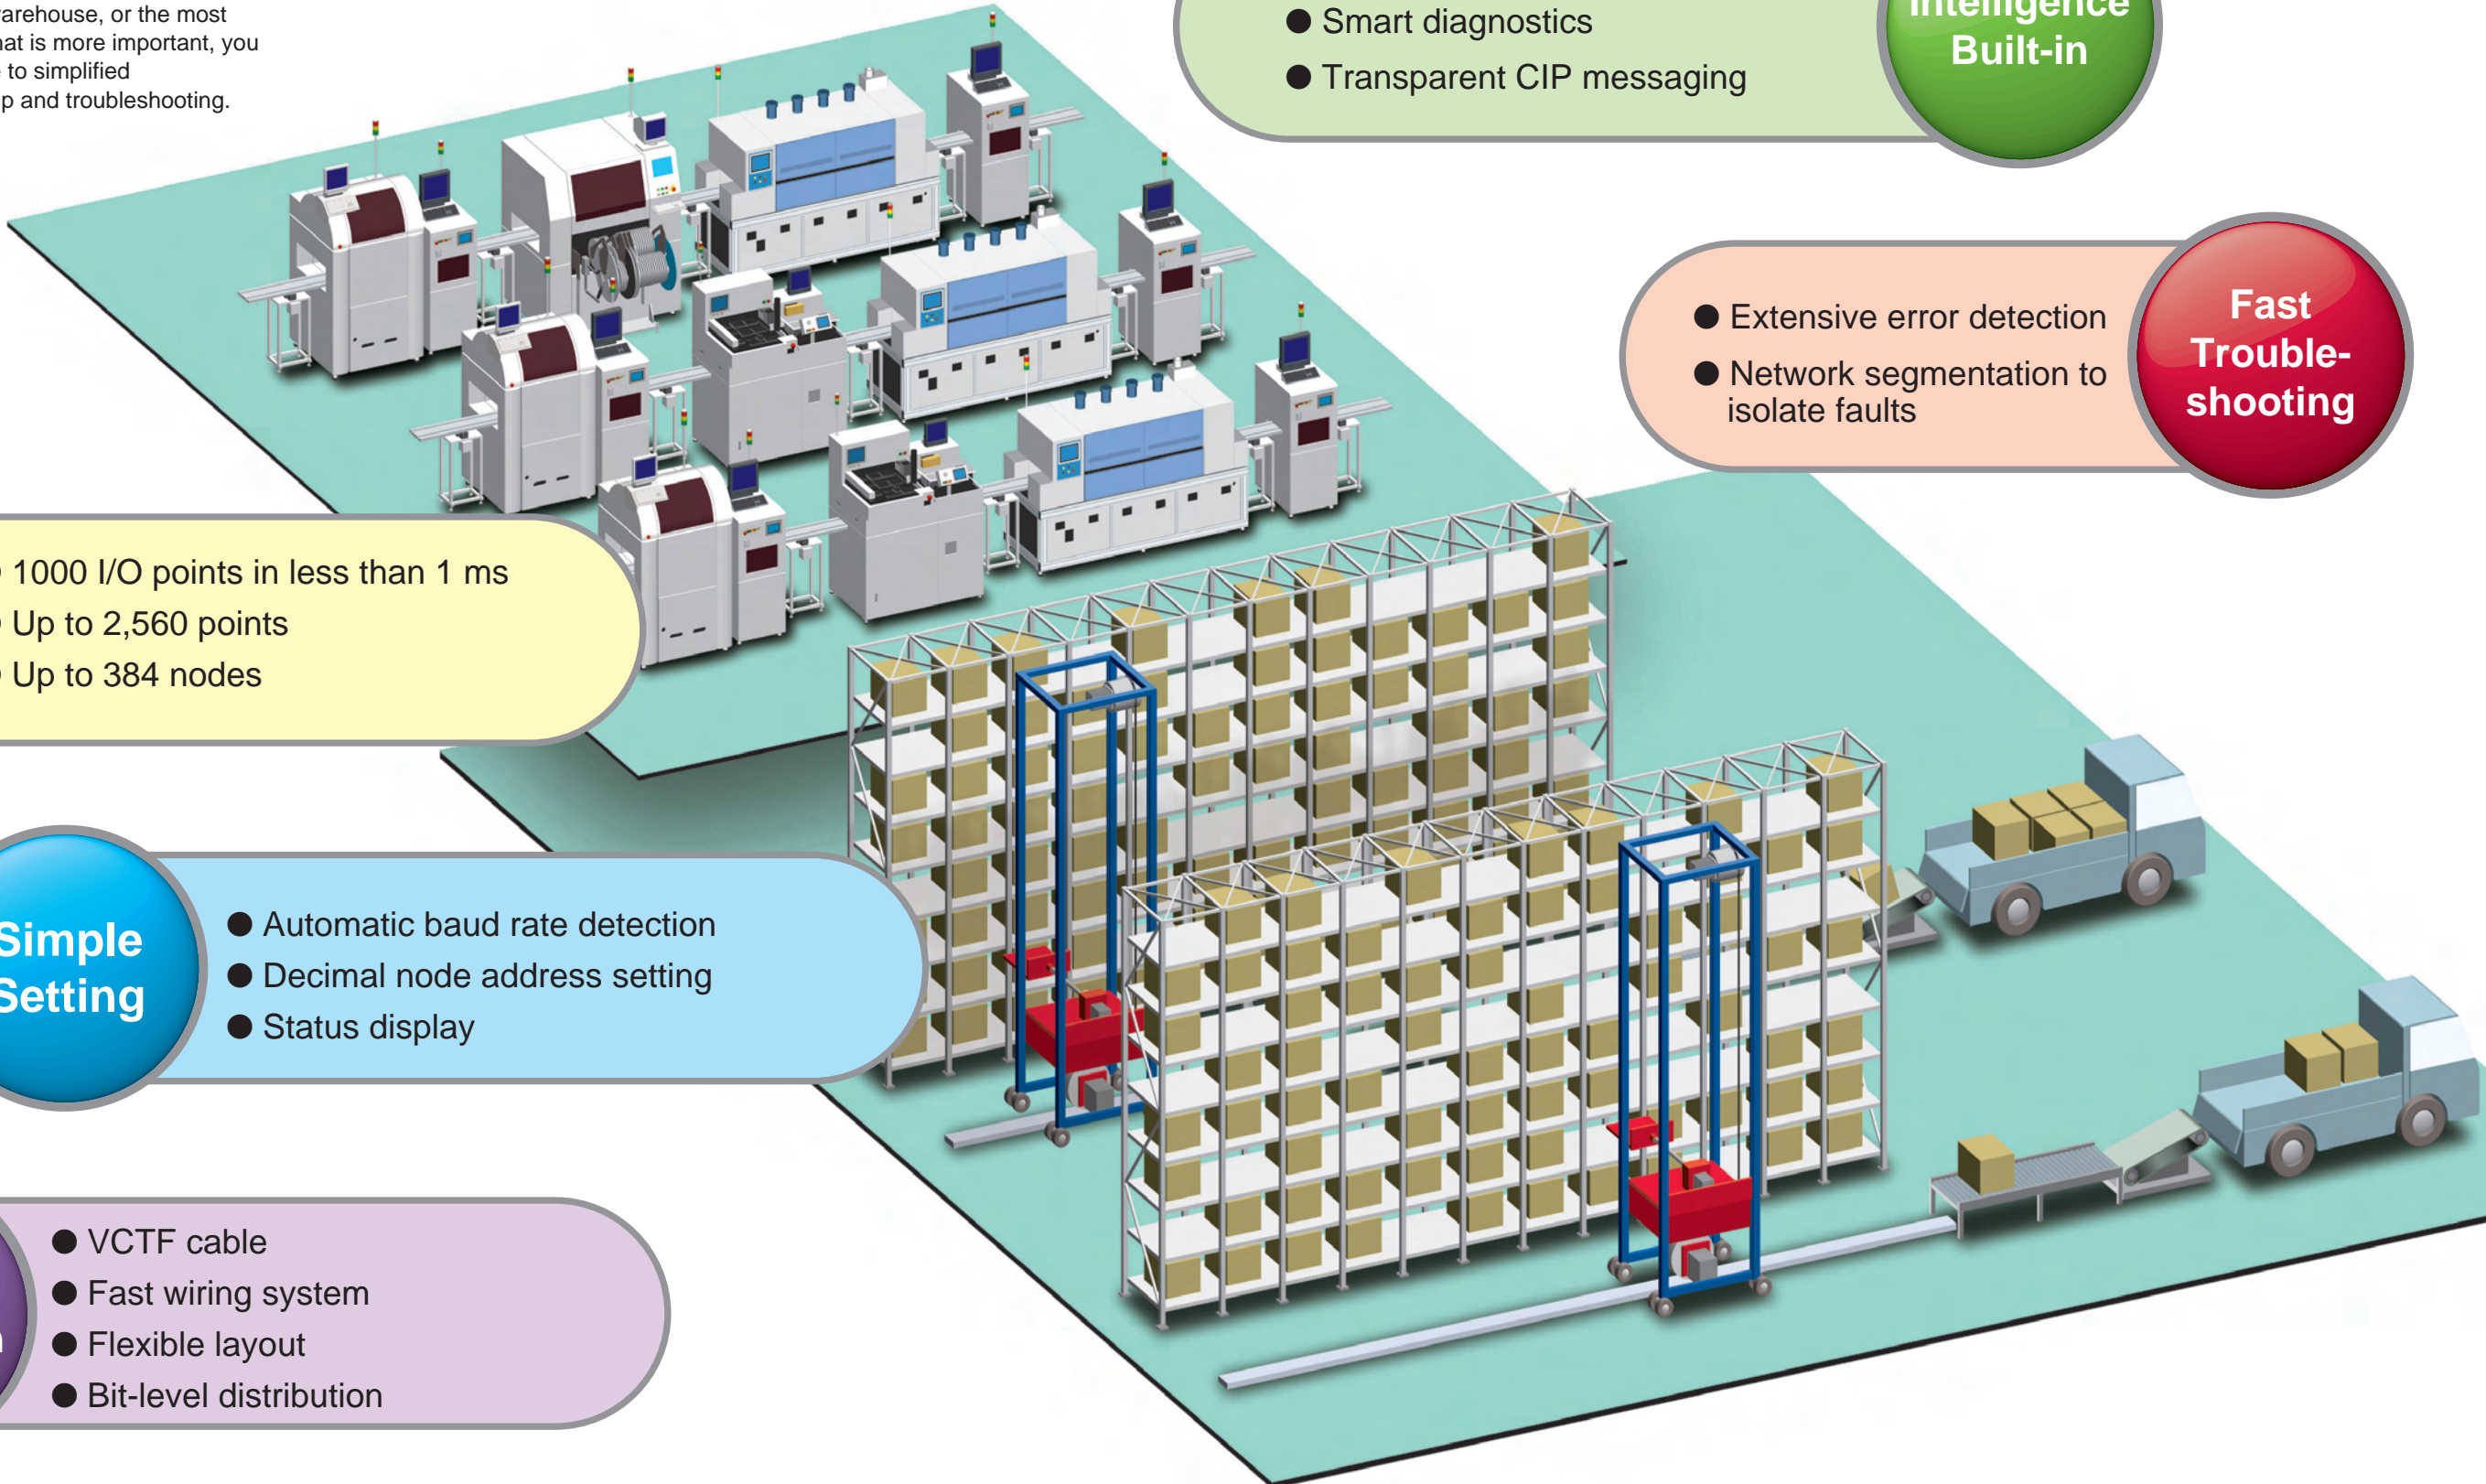 warehouse, or the most
hat is more important, you
to simplified
p and troubleshooting.
● Smart diagnostics
● Transparent CIP messaging
Intelligence
Built-in
● Extensive error detection
● Network segmentation to
isolate faults
Fast
Trouble-
shooting
1000 I/O points in less than 1 ms
Up to 2,560 points
Up to 384 nodes
Simple
Setting
● Automatic baud rate detection
● Decimal node address setting
● Status display
● VCTF cable
● Fast wiring system
● Flexible layout
● Bit-level distribution